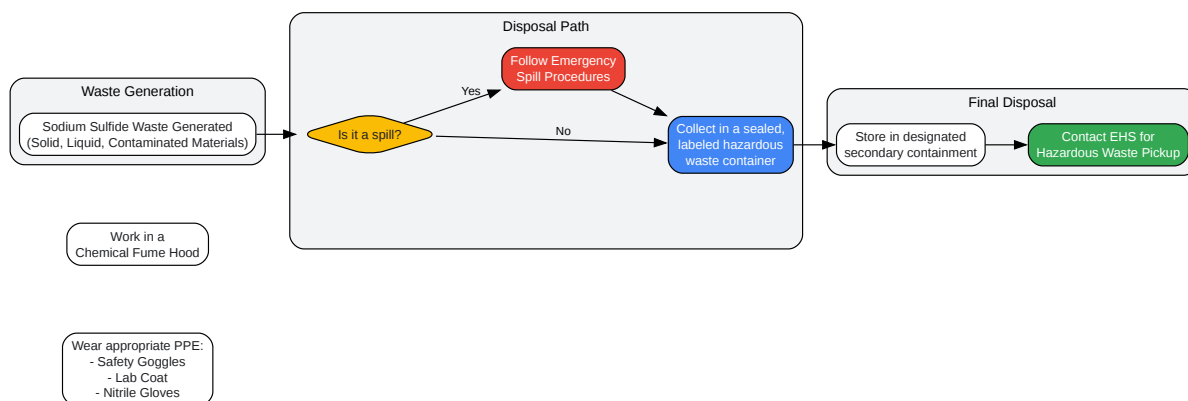 Waste Generation
Sodium Sulfide Waste Generated
(Solid, Liquid, Contaminated Materials)
Work in a
Chemical Fume Hood
Wear appropriate PPE:
- Safety Goggles
- Lab Coat
- Nitrile Gloves
Disposal Path
Is it a spill?
Yes
No
Follow Emergency
Spill Procedures
Collect in a sealed,
labeled hazardous
waste container
Final Disposal
Store in designated
secondary containment
Contact EHS for
Hazardous Waste Pickup